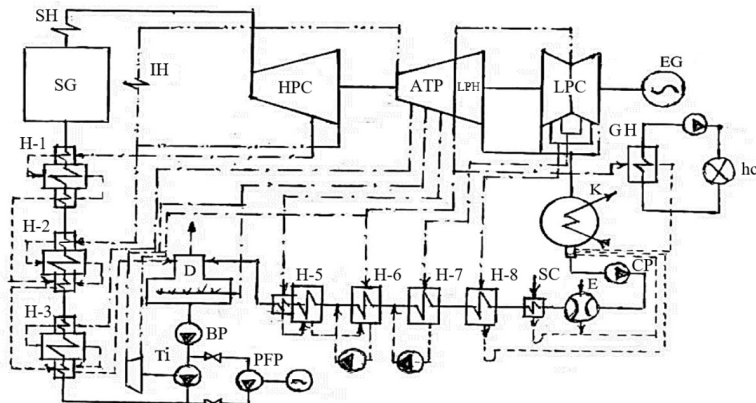 SH
SG
IH
HPC
ATP
LPH
LPC
EG
GH
hc
H-1
K
H-2
D
H-5
H-6
H-7
H-8
SC
E
CP
H-3
BP
Ti
PFP